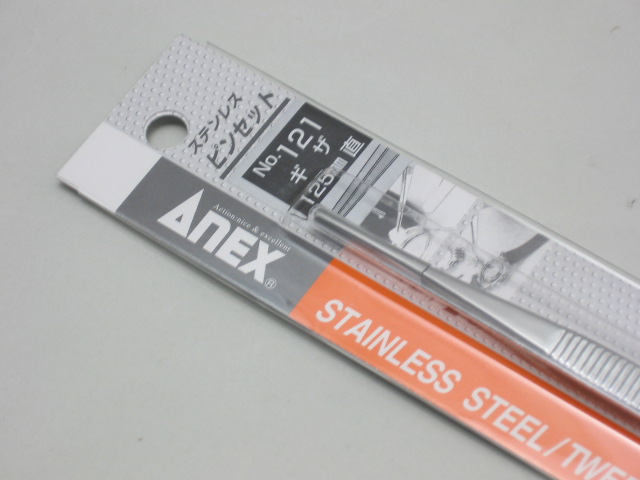 ステンレス
ピンセット
No.121
ギザ 直
125mm
Action·nice & excellent
ANEX®
STAINLESS STEEL/TWEE